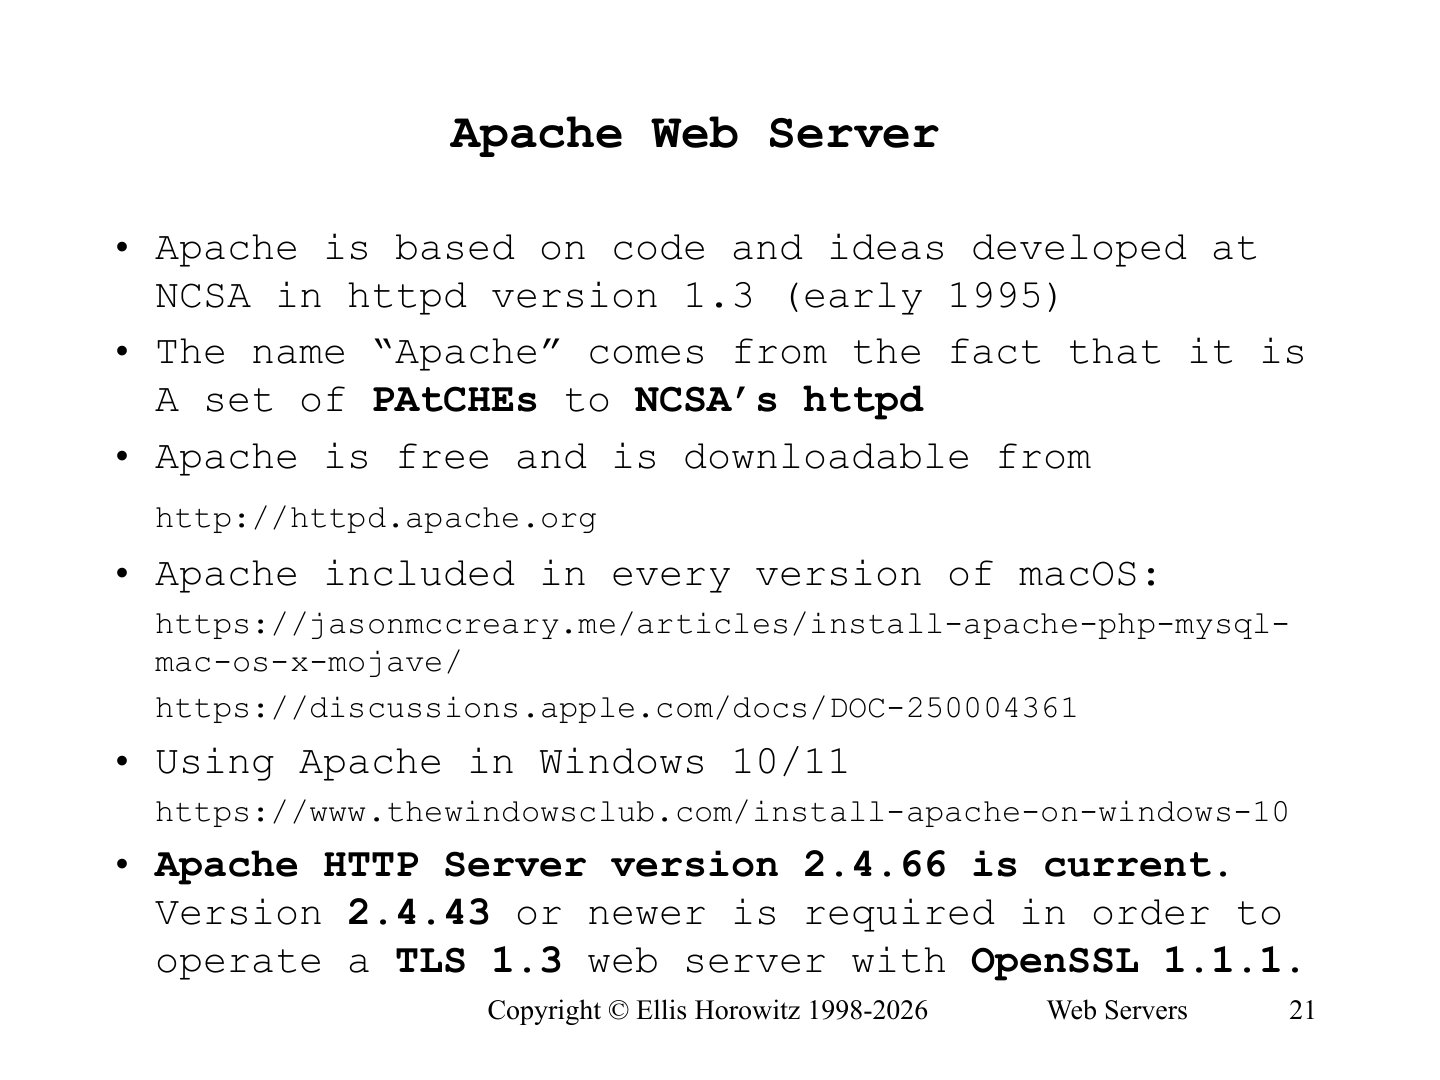 Apache Web Server
• Apache is based on code and ideas developed at
NCSA in httpd version 1.3 (early 1995)
• The name “Apache” comes from the fact that it is
A set of PAtCHEs to NCSA’s httpd
• Apache is free and is downloadable from
http://httpd.apache.org
• Apache included in every version of macOS:
https://jasonmccreary.me/articles/install-apache-php-mysql-
mac-os-x-mojave/
https://discussions.apple.com/docs/DOC-250004361
• Using Apache in Windows 10/11
https://www.thewindowsclub.com/install-apache-on-windows-10
• Apache HTTP Server version 2.4.66 is current.
Version 2.4.43 or newer is required in order to
operate a TLS 1.3 web server with OpenSSL 1.1.1.
Copyright © Ellis Horowitz 1998-2026 Web Servers 21